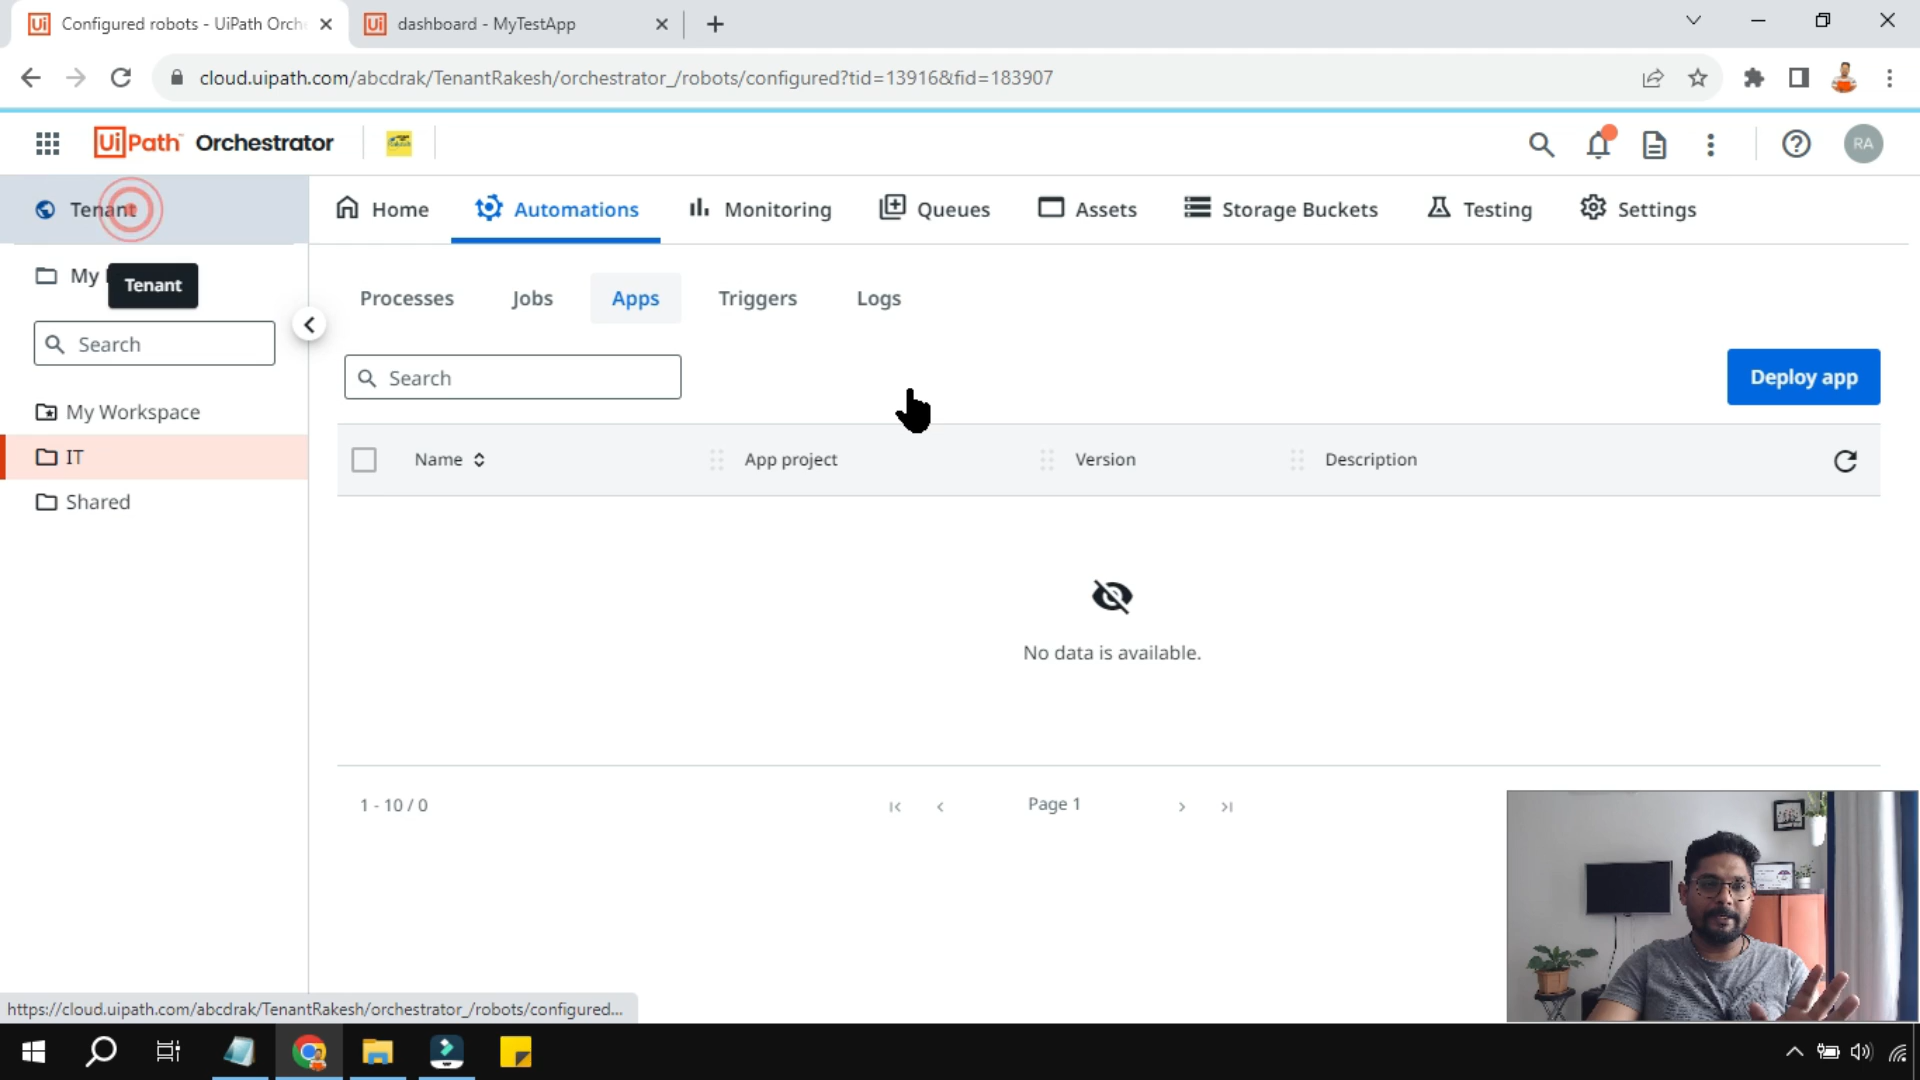 Configured robots - UiPath Orche
dashboard - MyTestApp
cloud.uipath.com/abcdrak/TenantRakesh/orchestrator_/robots/configured?tid=13916&fid=183907
UiPath Orchestrator
RA
Tenant
Home
Automations
Monitoring
Queues
Assets
Storage Buckets
Testing
Settings
My
Tenant
Search
My Workspace
IT
Shared
Processes
Jobs
Apps
Triggers
Logs
Search
Deploy app
Name
App project
Version
Description
No data is available.
1 - 10 / 0
Page 1
https://cloud.uipath.com/abcdrak/TenantRakesh/orchestrator_/robots/configured...